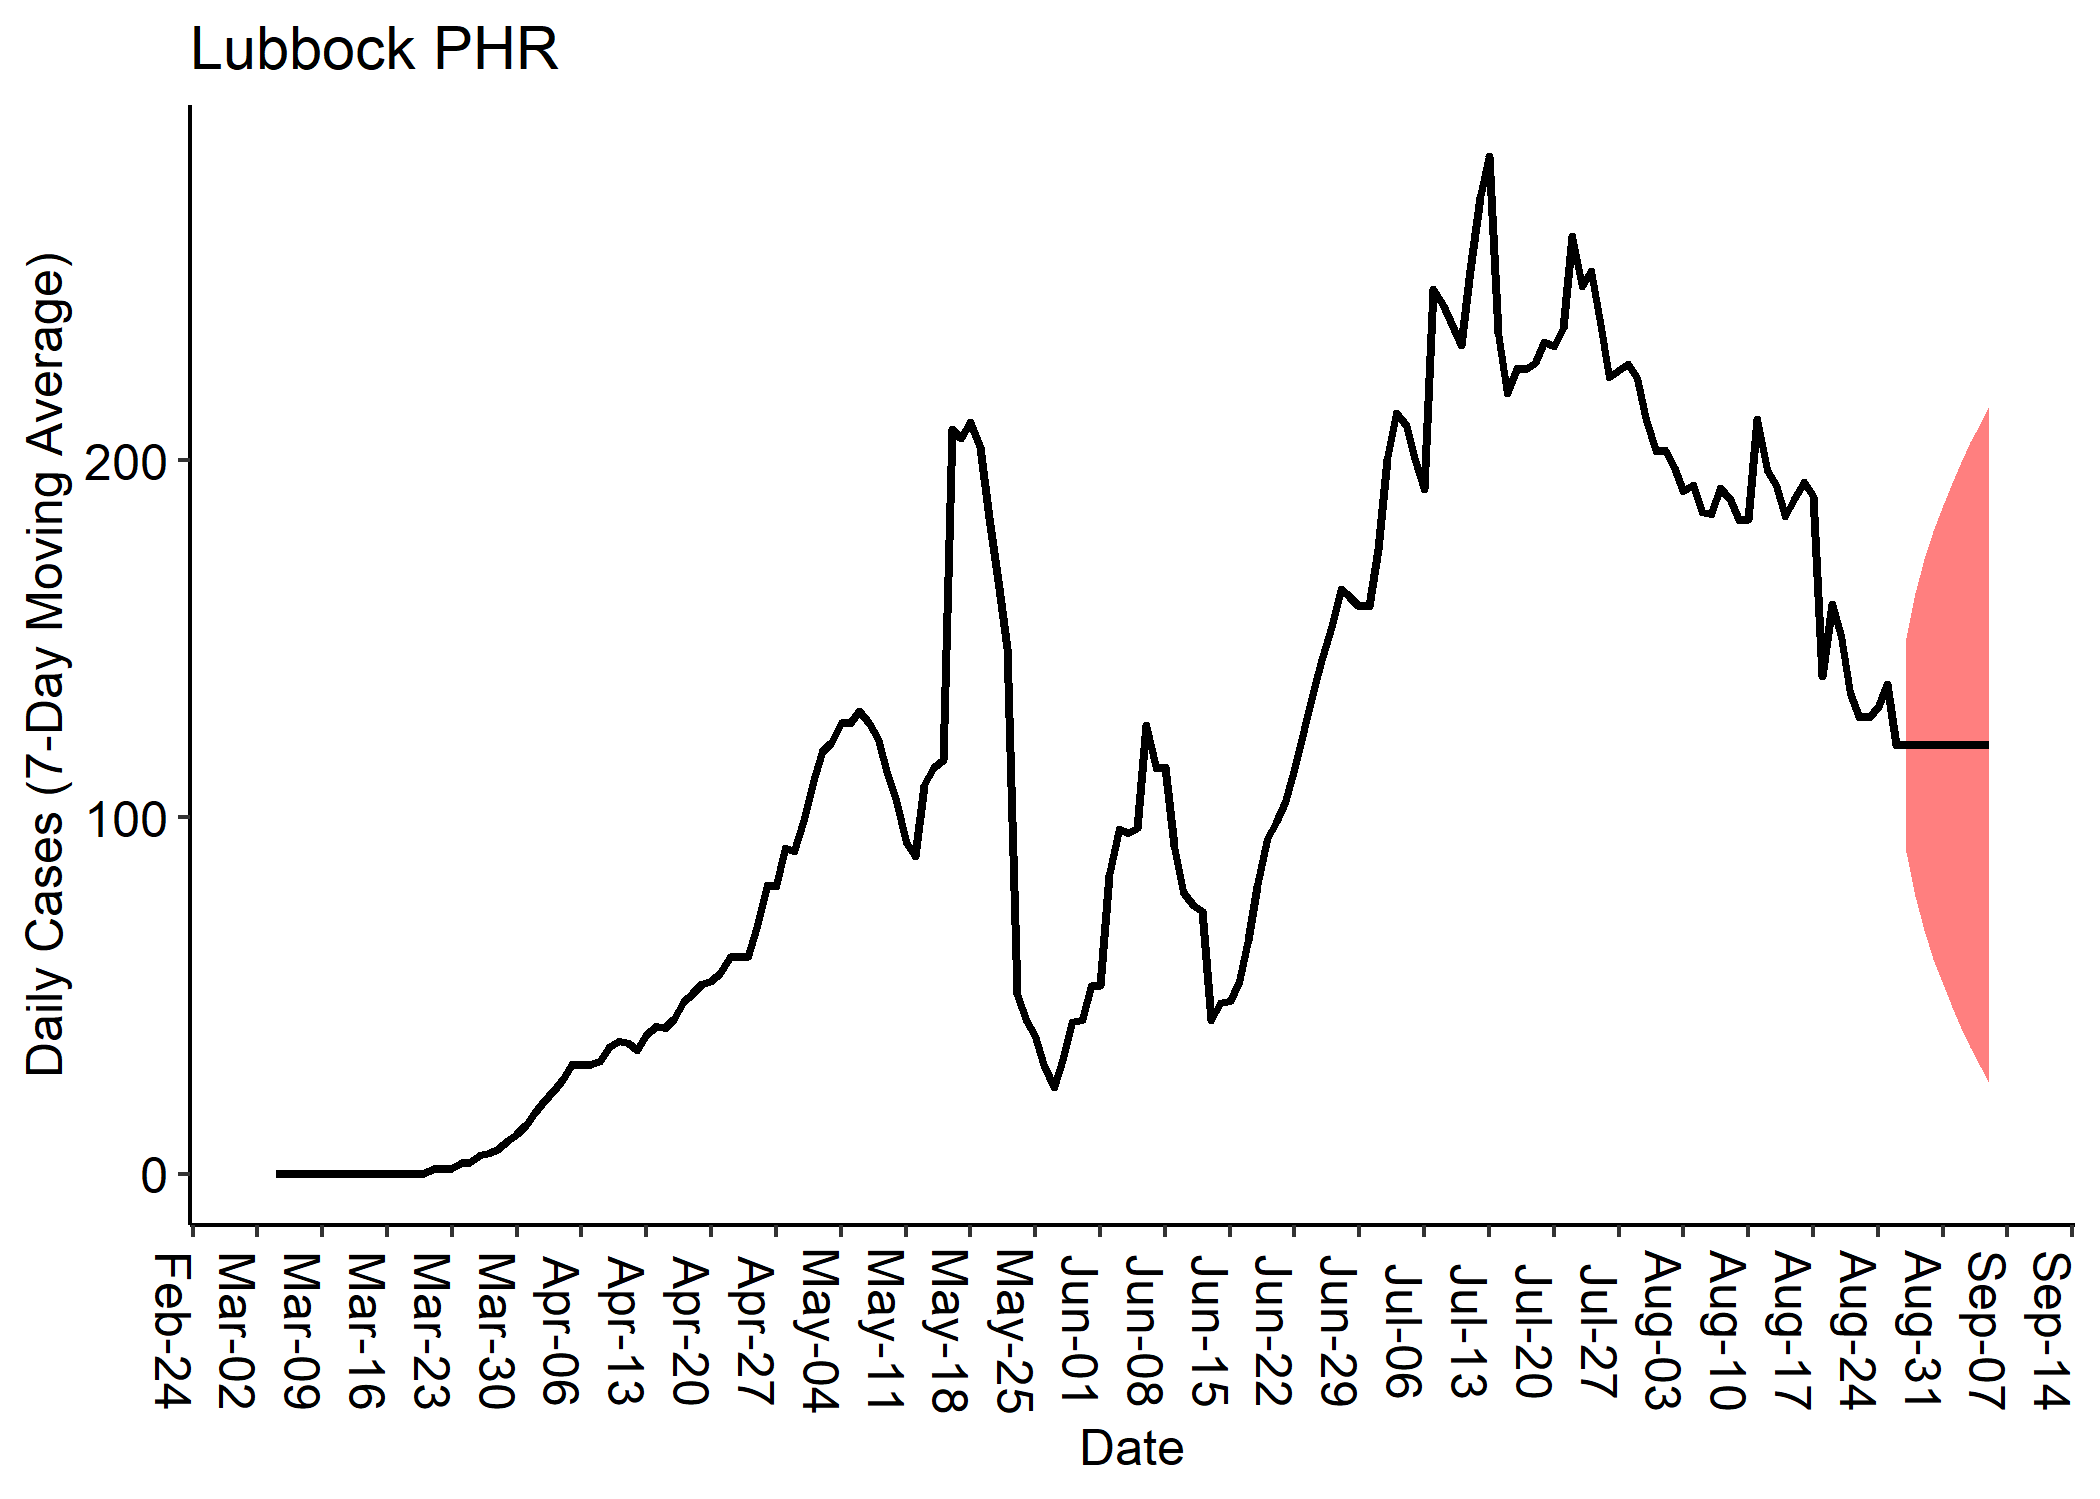 Lubbock PHR
Daily Cases (7-Day Moving Average)
200
100
0
Feb-24
Mar-02
Mar-09
Mar-16
Mar-23
Mar-30
Apr-06
Apr-13
Apr-20
Apr-27
May-04
May-11
May-18
May-25
Jun-01
Jun-08
Jun-15
Jun-22
Jun-29
Jul-06
Jul-13
Jul-20
Jul-27
Aug-03
Aug-10
Aug-17
Aug-24
Aug-31
Sep-07
Sep-14
Date